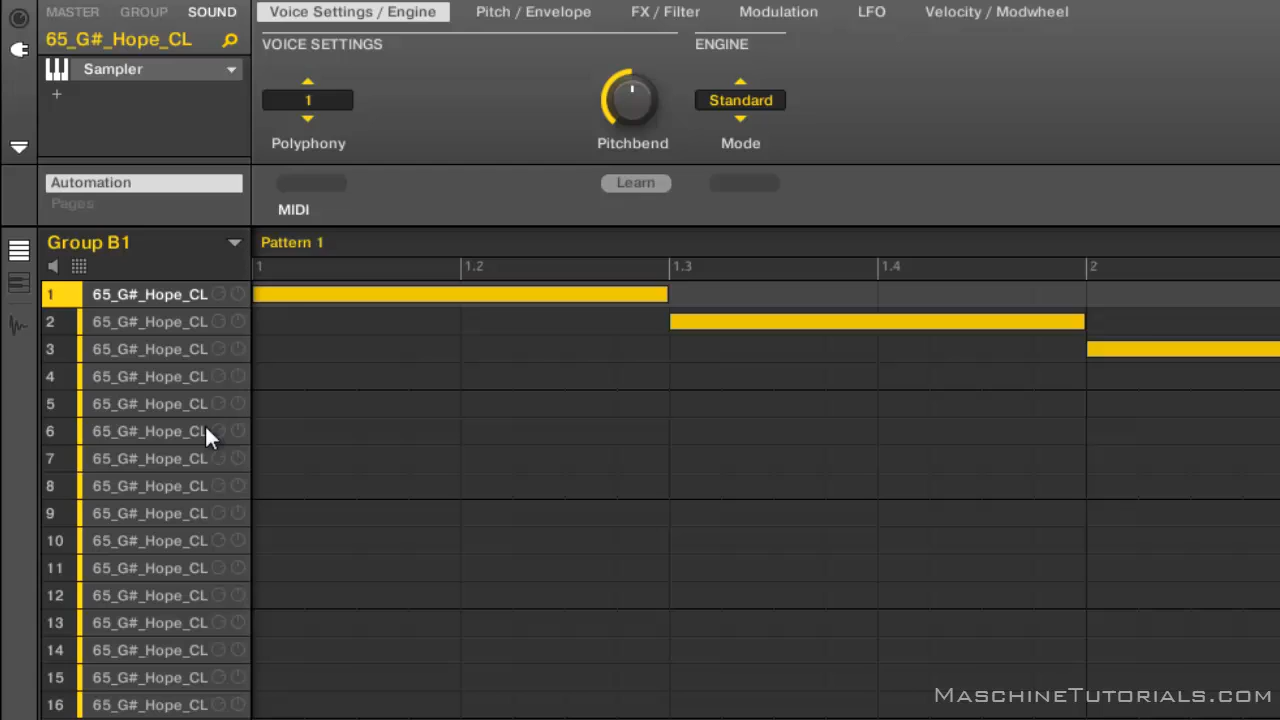 MASTER GROUP SOUND
65_G#_Hope_CL
Sampler
+
Voice Settings / Engine Pitch / Envelope FX / Filter Modulation LFO Velocity / Modwheel
VOICE SETTINGS ENGINE
1 Standard
Polyphony Pitchbend Mode
Automation
Pages
Learn
MIDI
Group B1
Pattern 1
1 1.2 1.3 1.4 2
1 65_G#_Hope_CL
2 65_G#_Hope_CL
3 65_G#_Hope_CL
4 65_G#_Hope_CL
5 65_G#_Hope_CL
6 65_G#_Hope_CL
7 65_G#_Hope_CL
8 65_G#_Hope_CL
9 65_G#_Hope_CL
10 65_G#_Hope_CL
11 65_G#_Hope_CL
12 65_G#_Hope_CL
13 65_G#_Hope_CL
14 65_G#_Hope_CL
15 65_G#_Hope_CL
16 65_G#_Hope_CL
MASCHINETUTORIALS.COM